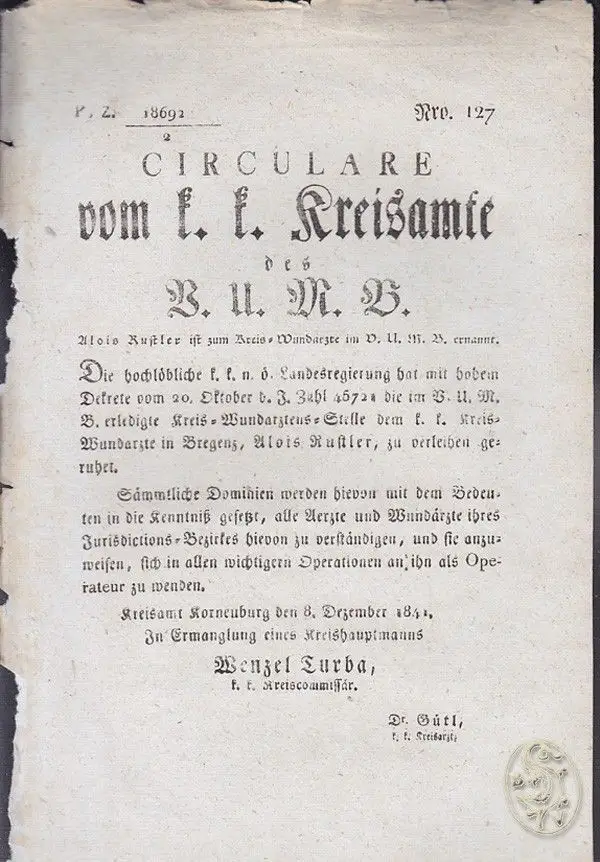 P. Z. 18692 Nro. 127
2
CIRCULARE
vom k. k. Kreisamte
des
V. U. M. B.
Alois Rustler ist zum Kreis-Wundarzte im V. U. M. B. ernannt.
Die hochlöbliche k. k. n. ö. Landesregierung hat mit hohem
Dekrete vom 20. Oktober d. J. Zahl 45721 die im V. U. M.
B. erledigte Kreis-Wundarztens-Stelle dem k. k. Kreis-
Wundarzte in Bregenz, Alois Rustler, zu verleihen ge-
ruhet.
Sämmtliche Dominien werden hievon mit dem Bedeu-
ten in die Kenntniß gesetzt, alle Aerzte und Wundärzte ihres
Jurisdictions-Bezirkes hievon zu verständigen, und sie anzu-
weisen, sich in allen wichtigern Operationen an ihn als Ope-
rateur zu wenden.
Kreisamt Korneuburg den 8. Dezember 1841.
In Ermanglung eines Kreishauptmanns
Wenzel Turba,
k. k. Kreiscommissär.
Dr. Gütl,
k. k. Kreisarzt.